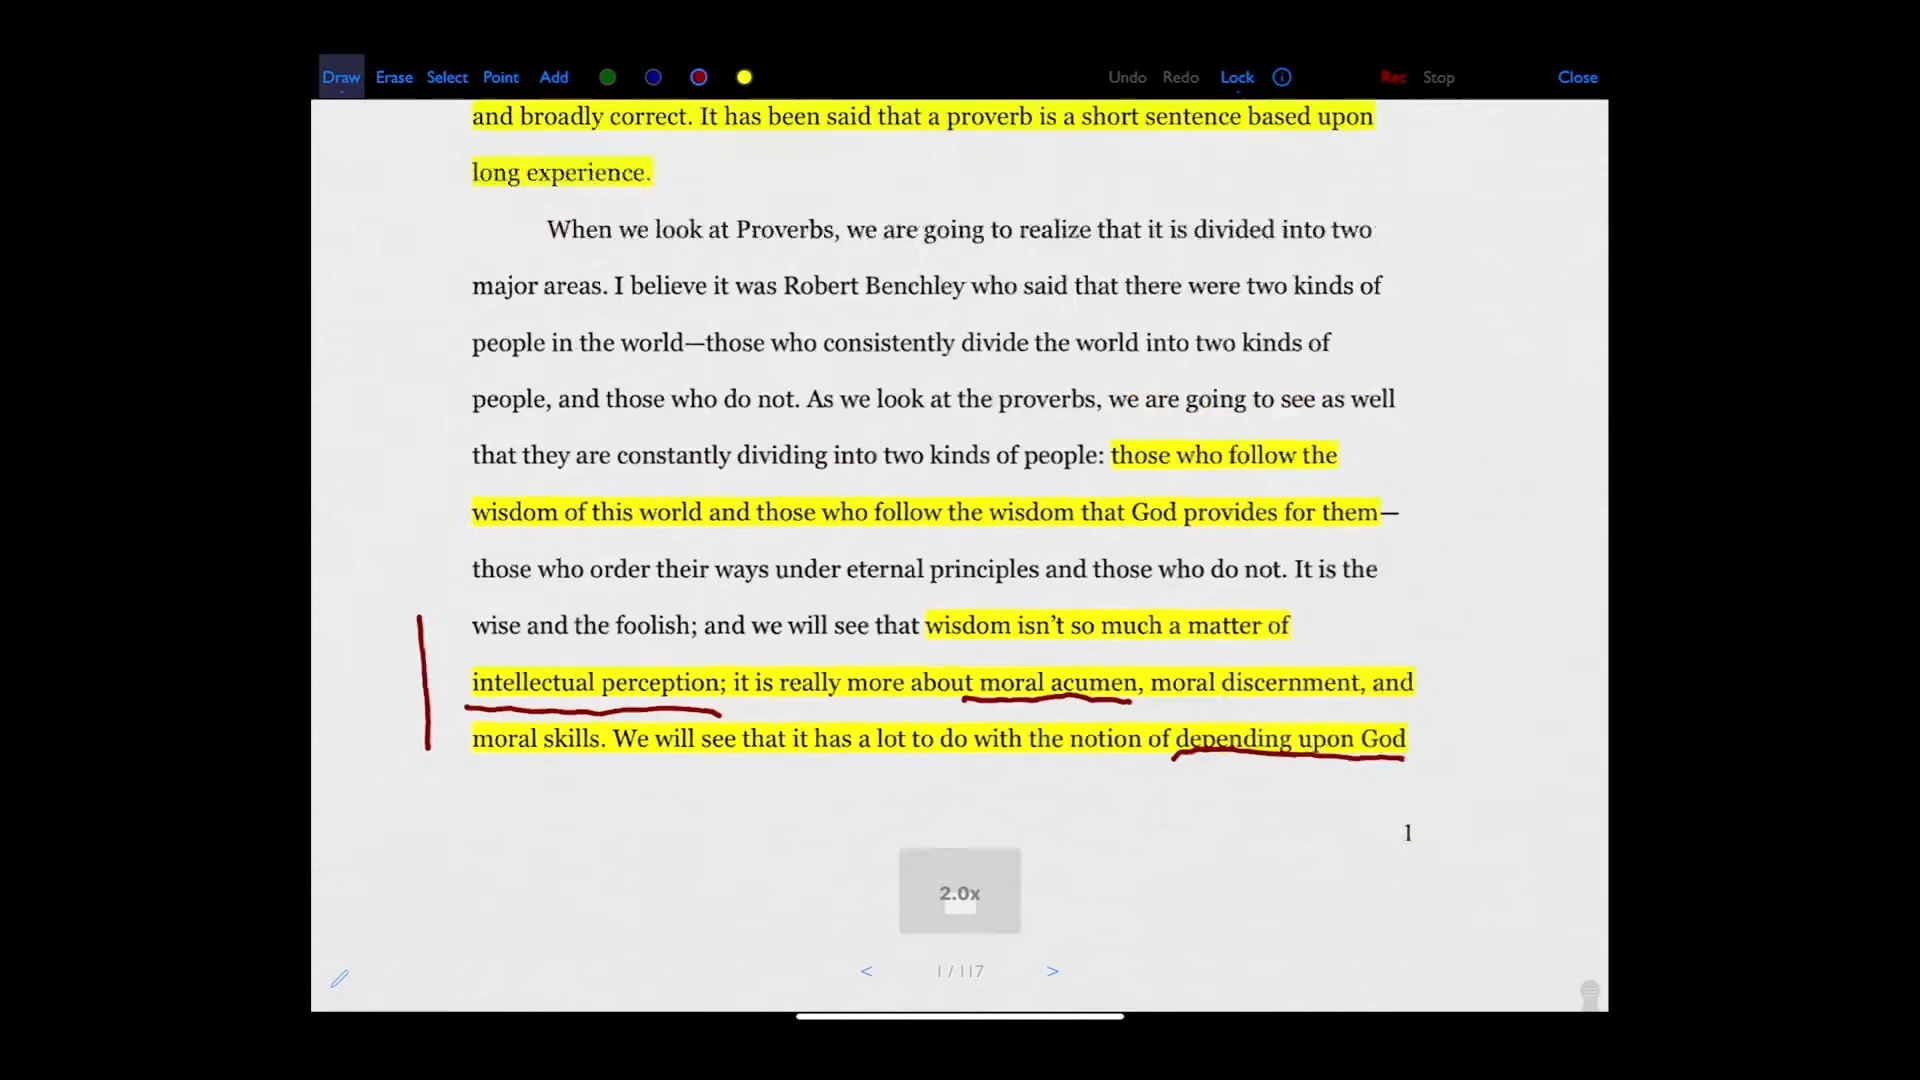 Draw Erase Select Point Add Undo Redo Lock Rec Stop Close
and broadly correct. It has been said that a proverb is a short sentence based upon
long experience.
When we look at Proverbs, we are going to realize that it is divided into two
major areas. I believe it was Robert Benchley who said that there were two kinds of
people in the world—those who consistently divide the world into two kinds of
people, and those who do not. As we look at the proverbs, we are going to see as well
that they are constantly dividing into two kinds of people: those who follow the
wisdom of this world and those who follow the wisdom that God provides for them—
those who order their ways under eternal principles and those who do not. It is the
wise and the foolish; and we will see that wisdom isn’t so much a matter of
intellectual perception; it is really more about moral acumen, moral discernment, and
moral skills. We will see that it has a lot to do with the notion of depending upon God
1
2.0x
< 1 / 117 >